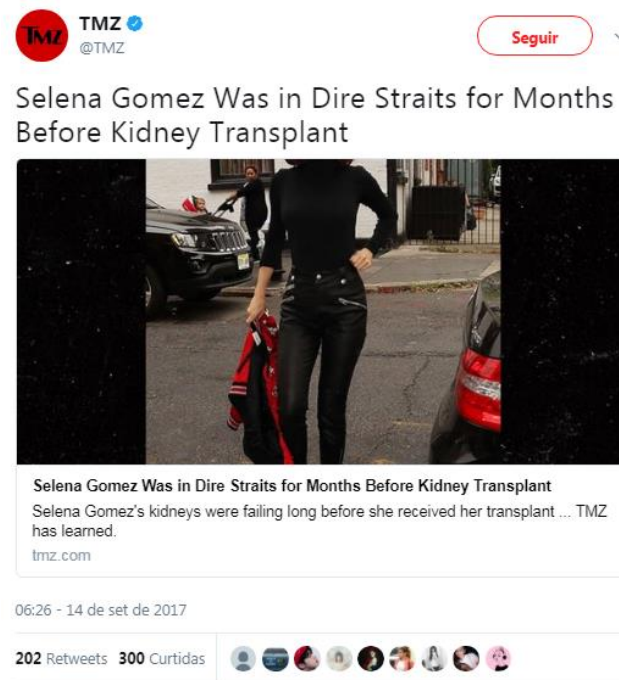 TMZ
TMZ
@TMZ
Seguir
Selena Gomez Was in Dire Straits for Months
Before Kidney Transplant
Selena Gomez Was in Dire Straits for Months Before Kidney Transplant
Selena Gomez's kidneys were failing long before she received her transplant ... TMZ
has learned.
tmz.com
06:26 - 14 de set de 2017
202 Retweets 300 Curtidas